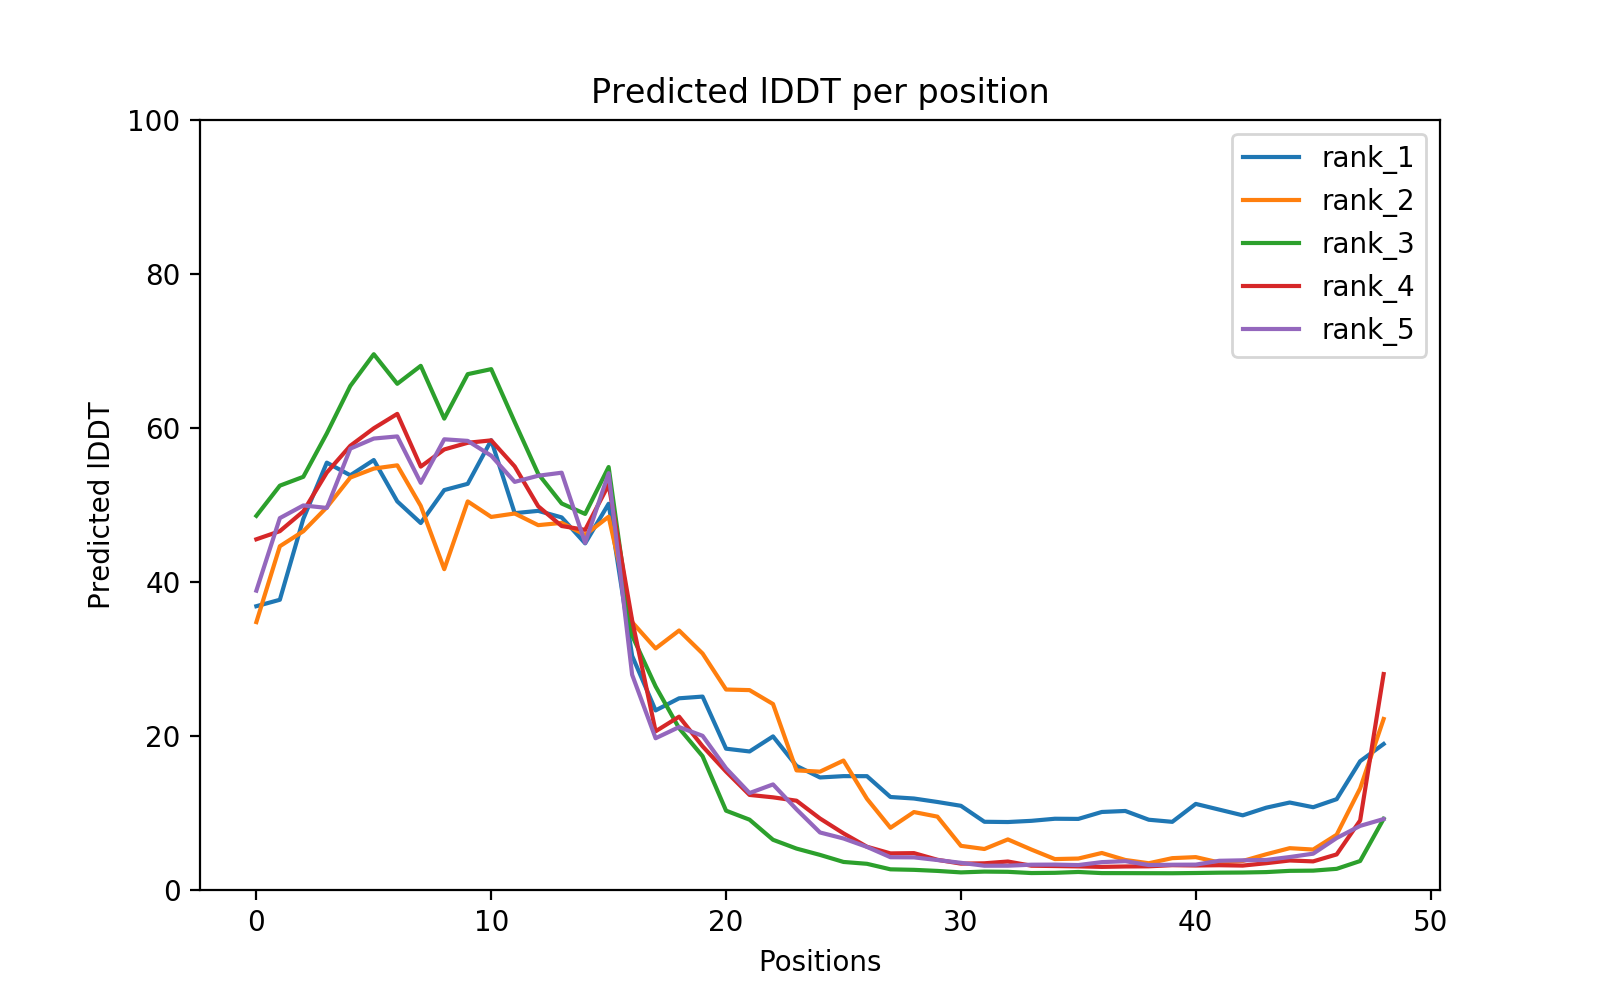 Predicted lDDT per position
100
80
60
40
20
0
Predicted lDDT
rank_1
rank_2
rank_3
rank_4
rank_5
0 10 20 30 40 50
Positions